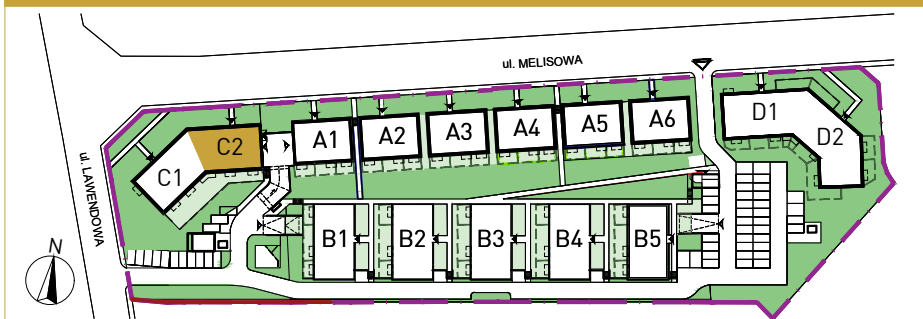 ul. MELISOWA
A1
A2
A3
A4
A5
A6
D1
D2
C2
C1
ul. LAWENDOWA
B1
B2
B3
B4
B5
N